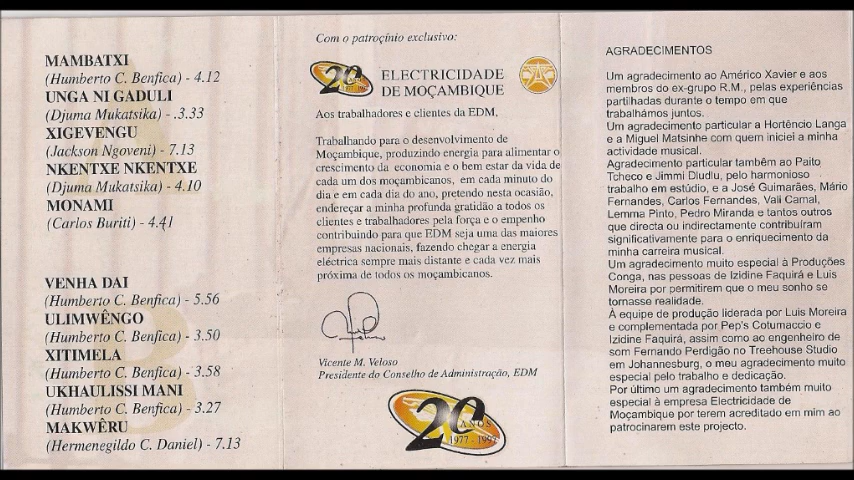 MAMBATXI
(Humberto C. Benfica) - 4.12
UNGA NI GADULI
(Djuma Mukatsika) - .3.33
XIGEVENGU
(Jackson Ngoveni) - 7.13
NKENTXE NKENTXE
(Djuma Mukatsika) - 4.10
MONAMI
(Carlos Buriti) - 4.41
VENHA DAI
(Humberto C. Benfica) - 5.56
ULIMWÊNGO
(Humberto C. Benfica) - 3.50
XITIMELA
(Humberto C. Benfica) - 3.58
UKHAULISSI MANI
(Humberto C. Benfica) - 3.27
MAKWÊRU
(Hermenegildo C. Daniel) - 7.13
Com o patroçínio exclusivo:
20
1977 - 1997
ELECTRICIDADE
DE MOÇAMBIQUE
Aos trabalhadores e clientes da EDM,
Trabalhando para o desenvolvimento de
Moçambique, produzindo energia para alimentar o
crescimento da economia e o bem estar da vida de
cada um dos moçambicanos, em cada minuto do
dia e em cada dia do ano, pretendo nesta ocasião,
endereçar a minha profunda gratidão a todos os
clientes e trabalhadores pela força e o empenho
contribuindo para que EDM seja uma das maiores
empresas nacionais, fazendo chegar a energia
eléctrica sempre mais distante e cada vez mais
próxima de todos os moçambicanos.
Vicente M. Veloso
Presidente do Conselho de Administração, EDM
20
ANOS
1977 - 1997
AGRADECIMENTOS
Um agradecimento ao Américo Xavier e aos
membros do ex-grupo R.M., pelas experiências
partilhadas durante o tempo em que
trabalhámos juntos.
Um agradecimento particular a Hortêncio Langa
e a Miguel Matsinhe com quem iniciei a minha
actividade musical.
Agradecimento particular também ao Paito
Tcheco e Jimmi Dludlu, pelo harmonioso
trabalho em estúdio, e a José Guimarães, Mário
Fernandes, Carlos Fernandes, Vali Camal,
Lemma Pinto, Pedro Miranda e tantos outros
que directa ou indirectamente contribuíram
significativamente para o enriquecimento da
minha carreira musical.
Um agradecimento muito especial à Produções
Conga, nas pessoas de Izidine Faquirá e Luis
Moreira por permitirem que o meu sonho se
tornasse realidade.
À equipe de produção liderada por Luis Moreira
e complementada por Pep's Cotumaccio e
Izidine Faquirá, assim como ao engenheiro de
som Fernando Perdigão no Treehouse Studio
em Johannesburg, o meu agradecimento muito
especial pelo trabalho e dedicação.
Por último um agradecimento também muito
especial à empresa Electricidade de
Moçambique por terem acreditado em mim ao
patrocinarem este projecto.